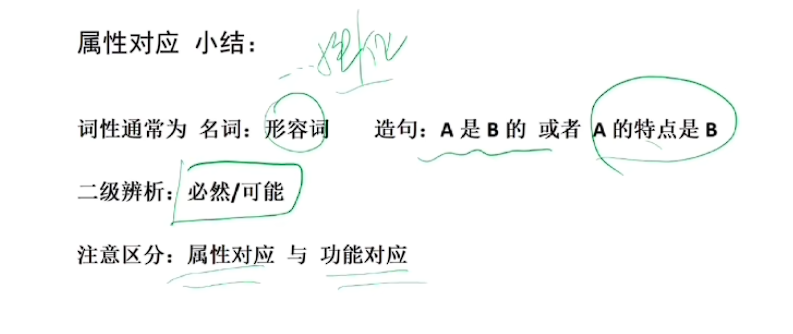 属性对应 小结：
词性通常为 名词：形容词 造句：A 是 B 的 或者 A 的特点是 B
二级辨析：必然/可能
注意区分：属性对应 与 功能对应